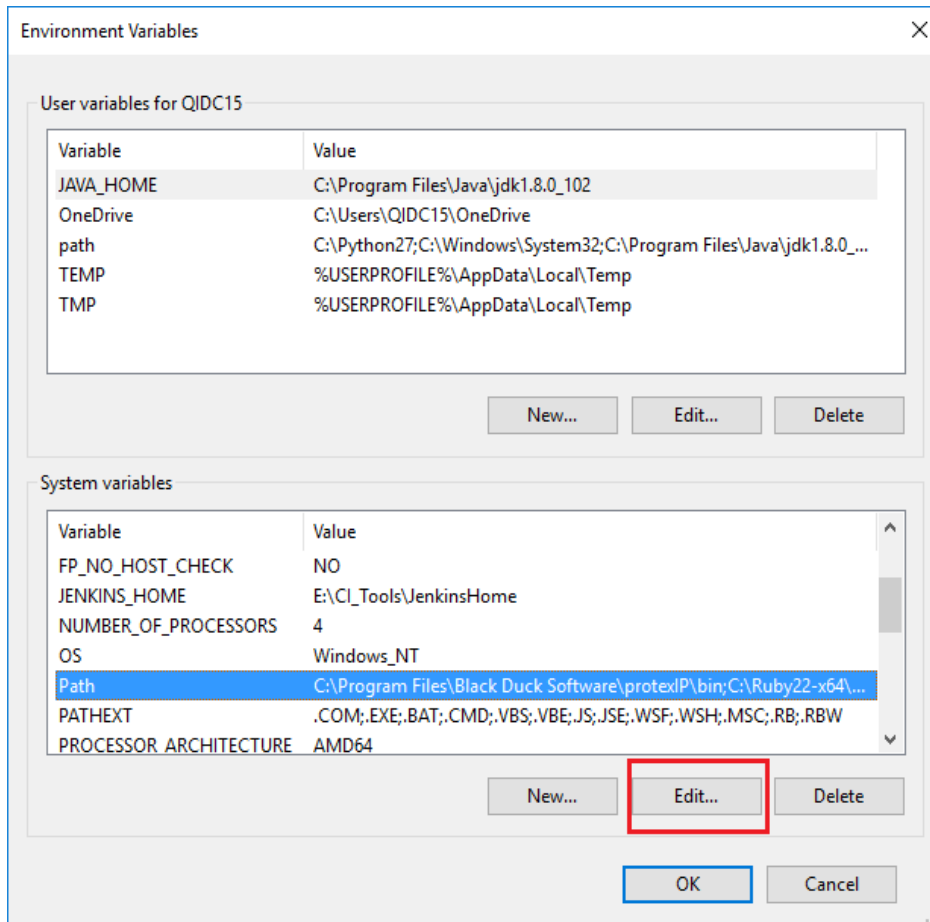 Environment Variables
User variables for QIDC15
Variable Value
JAVA_HOME C:\Program Files\Java\jdk1.8.0_102
OneDrive C:\Users\QIDC15\OneDrive
path C:\Python27;C:\Windows\System32;C:\Program Files\Java\jdk1.8.0_...
TEMP %USERPROFILE%\AppData\Local\Temp
TMP %USERPROFILE%\AppData\Local\Temp
New... Edit... Delete
System variables
Variable Value
FP_NO_HOST_CHECK NO
JENKINS_HOME E:\CI_Tools\JenkinsHome
NUMBER_OF_PROCESSORS 4
OS Windows_NT
Path C:\Program Files\Black Duck Software\protexIP\bin;C:\Ruby22-x64\...
PATHEXT .COM;.EXE;.BAT;.CMD;.VBS;.VBE;.JS;.JSE;.WSF;.WSH;.MSC;.RB;.RBW
PROCESSOR_ARCHITECTURE AMD64
New... Edit... Delete
OK Cancel